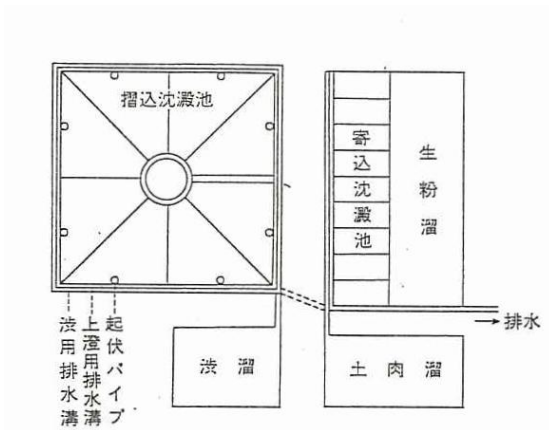 摺込沈澱池
寄込沈澱池
生粉溜
排水
渋用排水溝
上澄用排水溝
起伏パイプ
渋溜
土肉溜